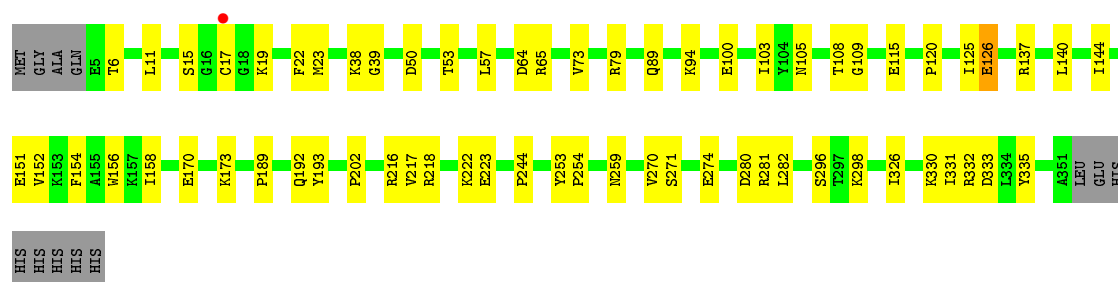 MET GLY ALA GLN E5 T6 L11 S15 G16 C17 G18 K19 F22 M23 K38 G39 D50 T53 L57 D64 R65 V73 R79 Q89 K94 E100 I103 Y104 N105 T108 G109 E115 P120 I125 E126 R137 L140 I144
E151 V152 K153 F154 A155 W156 K157 I158 E170 K173 P189 Q192 Y193 P202 R216 V217 R218 K222 E223 P244 Y253 P254 N259 V270 S271 E274 D280 R281 L282 S296 T297 K298 I326 K330 I331 R332 D333 L334 Y335 A351 LEU GLU HIS
HIS HIS HIS HIS HIS